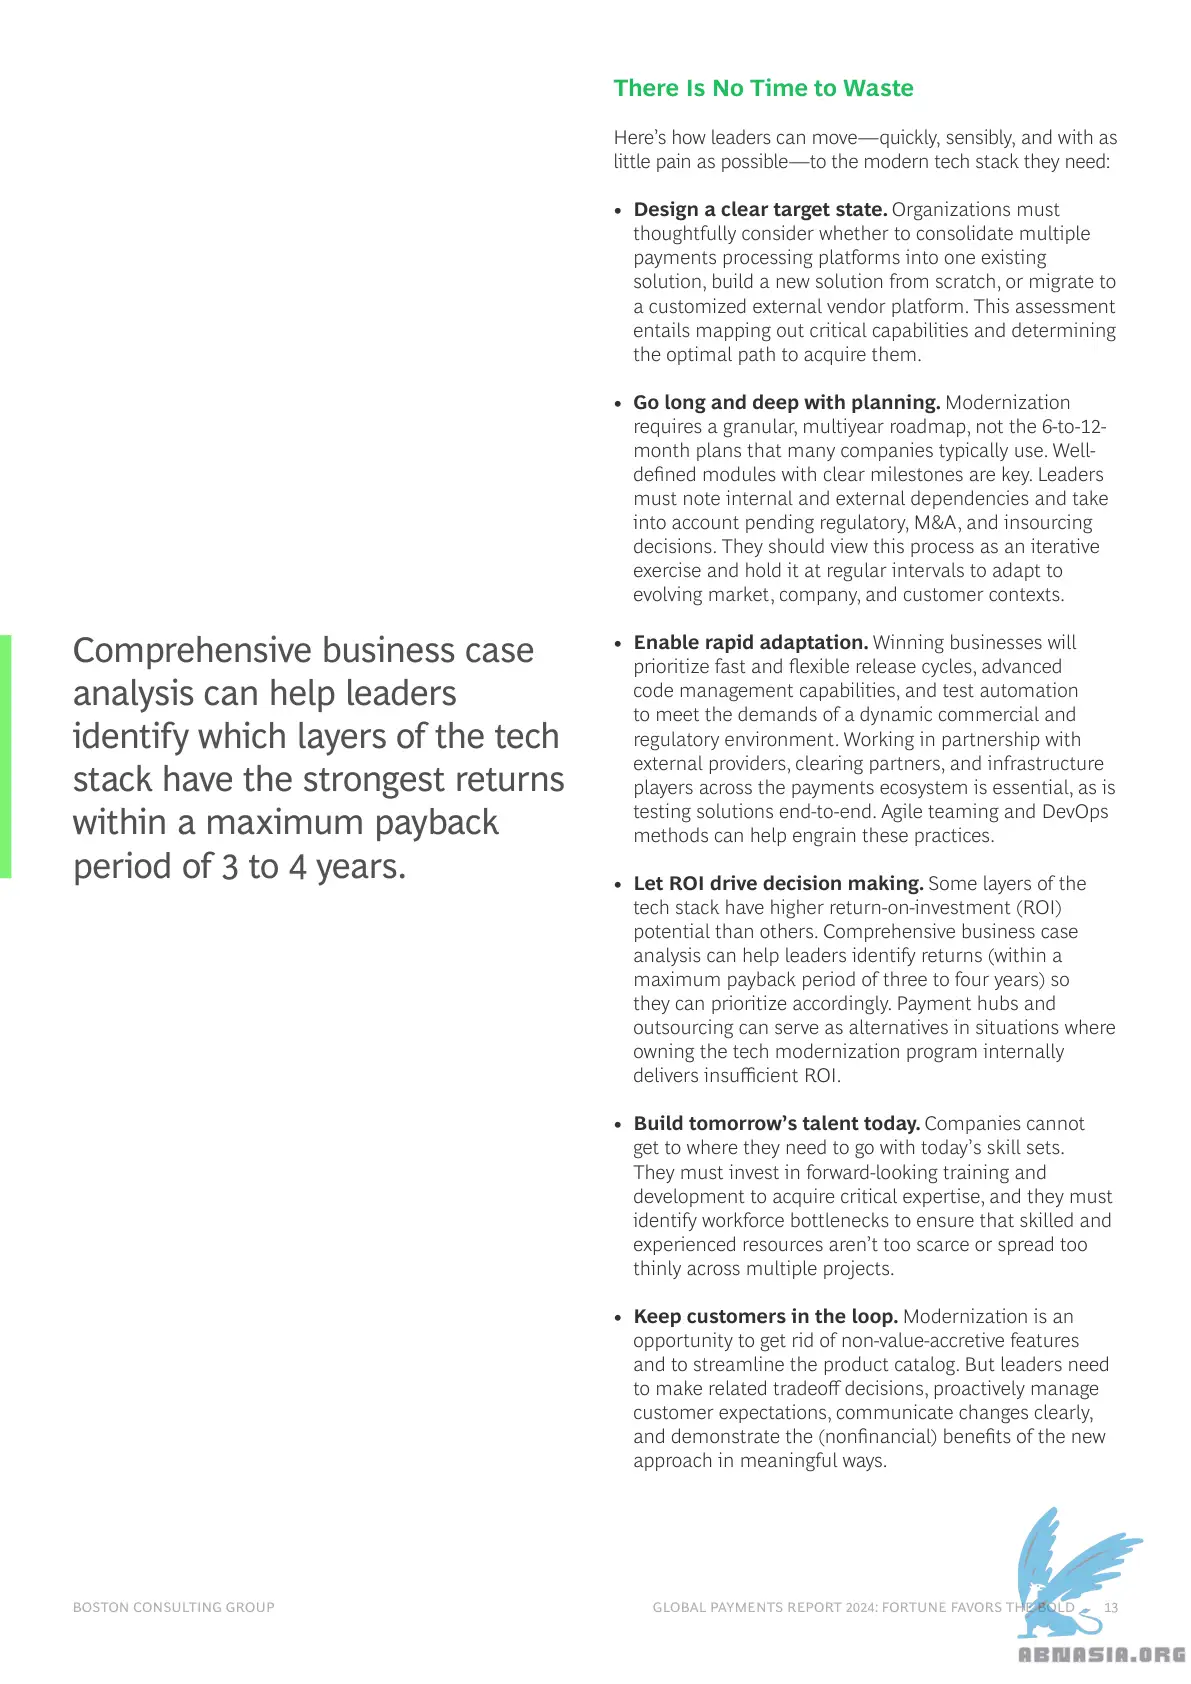 There Is No Time to Waste
Here’s how leaders can move—quickly, sensibly, and with as
little pain as possible—to the modern tech stack they need:
• Design a clear target state. Organizations must
thoughtfully consider whether to consolidate multiple
payments processing platforms into one existing
solution, build a new solution from scratch, or migrate to
a customized external vendor platform. This assessment
entails mapping out critical capabilities and determining
the optimal path to acquire them.
• Go long and deep with planning. Modernization
requires a granular, multiyear roadmap, not the 6-to-12-
month plans that many companies typically use. Well-
defined modules with clear milestones are key. Leaders
must note internal and external dependencies and take
into account pending regulatory, M&A, and insourcing
decisions. They should view this process as an iterative
exercise and hold it at regular intervals to adapt to
evolving market, company, and customer contexts.
• Enable rapid adaptation. Winning businesses will
prioritize fast and flexible release cycles, advanced
code management capabilities, and test automation
to meet the demands of a dynamic commercial and
regulatory environment. Working in partnership with
external providers, clearing partners, and infrastructure
players across the payments ecosystem is essential, as is
testing solutions end-to-end. Agile teaming and DevOps
methods can help engrain these practices.
• Let ROI drive decision making. Some layers of the
tech stack have higher return-on-investment (ROI)
potential than others. Comprehensive business case
analysis can help leaders identify returns (within a
maximum payback period of three to four years) so
they can prioritize accordingly. Payment hubs and
outsourcing can serve as alternatives in situations where
owning the tech modernization program internally
delivers insufficient ROI.
• Build tomorrow’s talent today. Companies cannot
get to where they need to go with today’s skill sets.
They must invest in forward-looking training and
development to acquire critical expertise, and they must
identify workforce bottlenecks to ensure that skilled and
experienced resources aren’t too scarce or spread too
thinly across multiple projects.
• Keep customers in the loop. Modernization is an
opportunity to get rid of non-value-accretive features
and to streamline the product catalog. But leaders need
to make related tradeoff decisions, proactively manage
customer expectations, communicate changes clearly,
and demonstrate the (nonfinancial) benefits of the new
approach in meaningful ways.
Comprehensive business case
analysis can help leaders
identify which layers of the tech
stack have the strongest returns
within a maximum payback
period of 3 to 4 years.
BOSTON CONSULTING GROUP
GLOBAL PAYMENTS REPORT 2024: FORTUNE FAVORS THE BOLD 13
ABNASIA.ORG